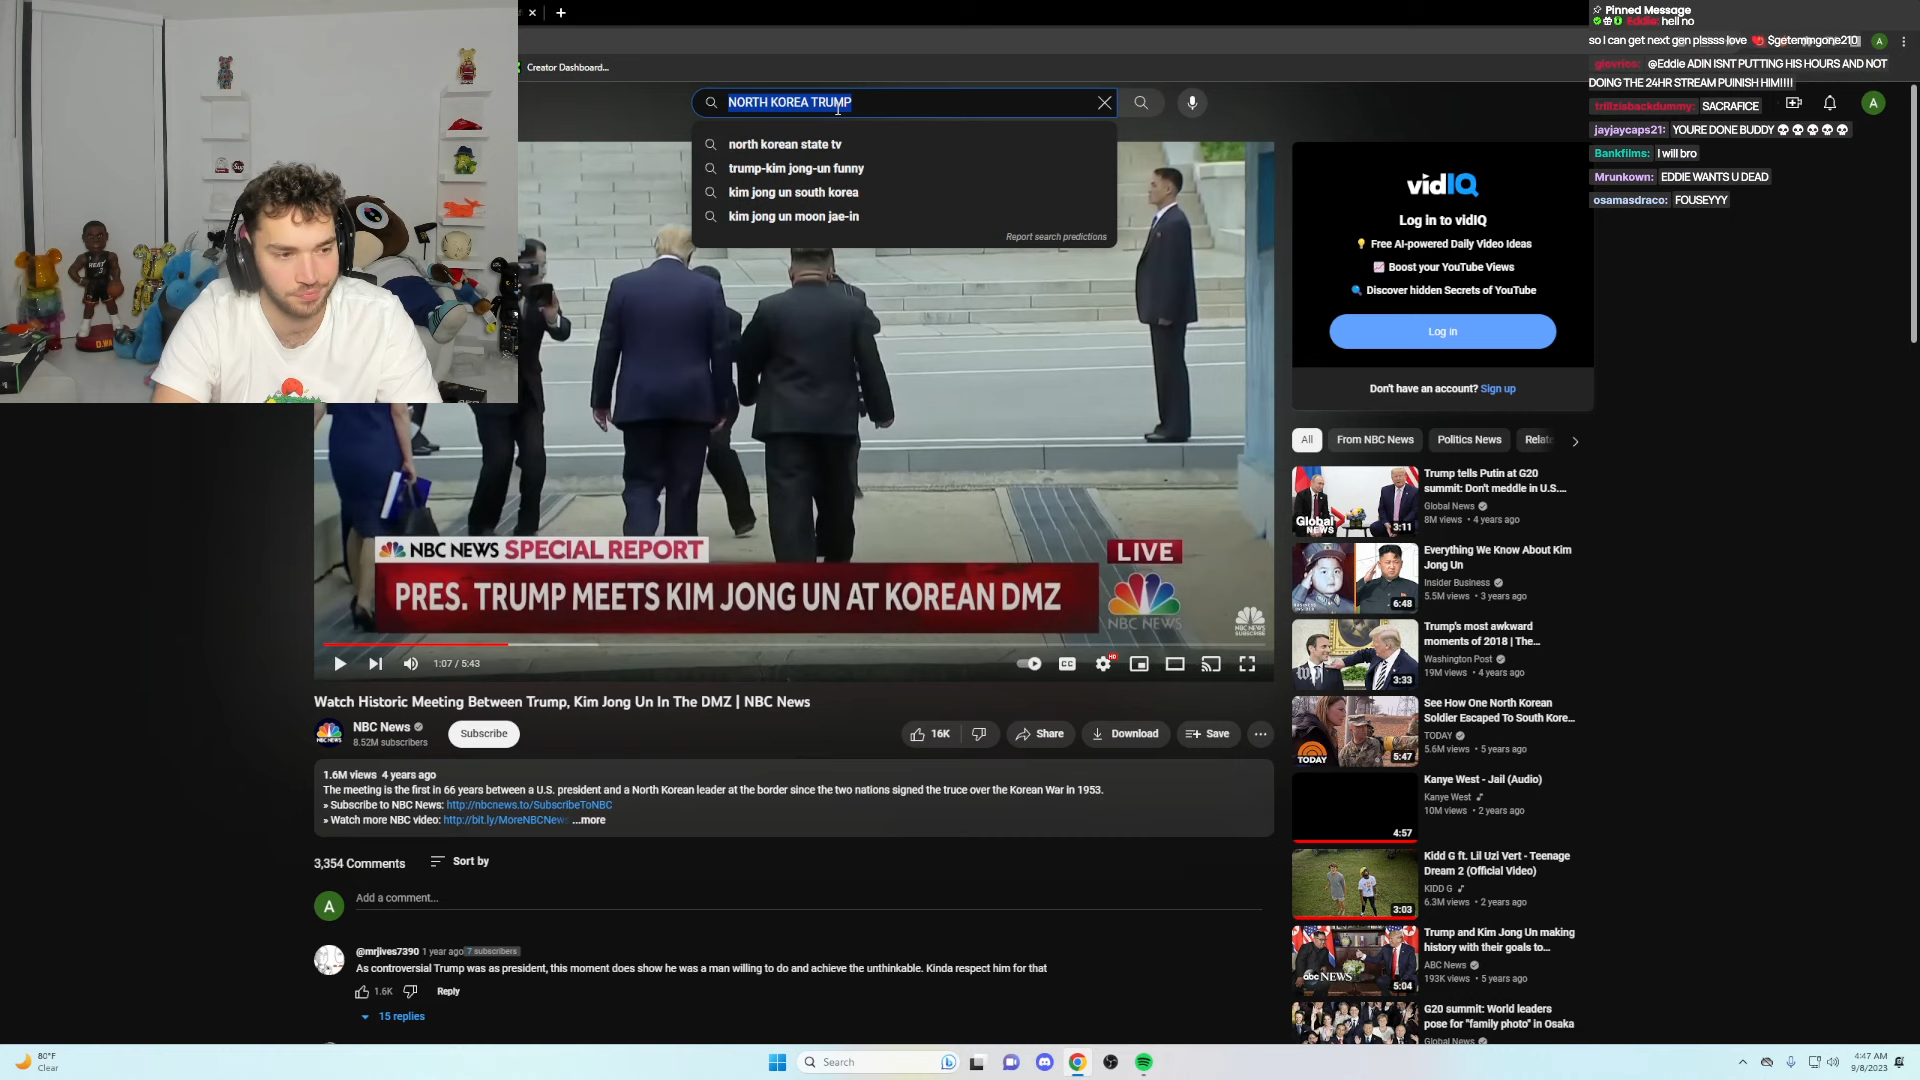 Creator Dashboard...
NORTH KOREA TRUMP
north korean state tv
trump-kim jong-un funny
kim jong un south korea
kim jong un moon jae-in
Report search predictions
Pinned Message
Eddie: hell no
so I can get next gen plssss love $getemmgone210
@Eddie ADIN ISNT PUTTING HIS HOURS AND NOT
DOING THE 24HR STREAM PUINISH HIM!!!!
trillzisbackdummy: SACRAFICE
jayjaycaps21: YOURE DONE BUDDY 💀💀💀💀💀
Bankfilms: I will bro
Mrunkown: EDDIE WANTS U DEAD
osamasdraco: FOUSEYYY
A
A
vidIQ
Log in to vidIQ
💡 Free AI-powered Daily Video Ideas
📈 Boost your YouTube Views
🔍 Discover hidden Secrets of YouTube
Log in
Don't have an account? Sign up
HEAT
3
D.WA
NBC NEWS SPECIAL REPORT
LIVE
PRES. TRUMP MEETS KIM JONG UN AT KOREAN DMZ
NBC NEWS
NBC NEWS
SUBSCRIBE
1:07 / 5:43
CC
HD
Watch Historic Meeting Between Trump, Kim Jong Un In The DMZ | NBC News
NBC News
8.52M subscribers
Subscribe
16K
Share
Download
Save
1.6M views 4 years ago
The meeting is the first in 66 years between a U.S. president and a North Korean leader at the border since the two nations signed the truce over the Korean War in 1953.
» Subscribe to NBC News: http://nbcnews.to/SubscribeToNBC
» Watch more NBC video: http://bit.ly/MoreNBCNews ...more
3,354 Comments
Sort by
A
Add a comment...
@mrjives7390 1 year ago 7 subscribers
As controversial Trump was as president, this moment does show he was a man willing to do and achieve the unthinkable. Kinda respect him for that
1.6K
Reply
15 replies
All
From NBC News
Politics News
Relate
Trump tells Putin at G20
summit: Don't meddle in U.S....
Global News
8M views • 4 years ago
Global
NEWS
3:11
Everything We Know About Kim
Jong Un
Insider Business
5.5M views • 3 years ago
6:48
Trump's most awkward
moments of 2018 | The...
Washington Post
19M views • 4 years ago
wp
3:33
See How One North Korean
Soldier Escaped To South Kore...
TODAY
5.6M views • 5 years ago
TODAY
5:47
Kanye West - Jail (Audio)
Kanye West
10M views • 2 years ago
4:57
Kidd G ft. Lil Uzi Vert - Teenage
Dream 2 (Official Video)
KIDD G
6.3M views • 2 years ago
3:03
Trump and Kim Jong Un making
history with their goals to...
ABC News
193K views • 5 years ago
abc NEWS
5:04
G20 summit: World leaders
pose for "family photo" in Osaka
Global News
80°F
Clear
Search
4:47 AM
9/8/2023